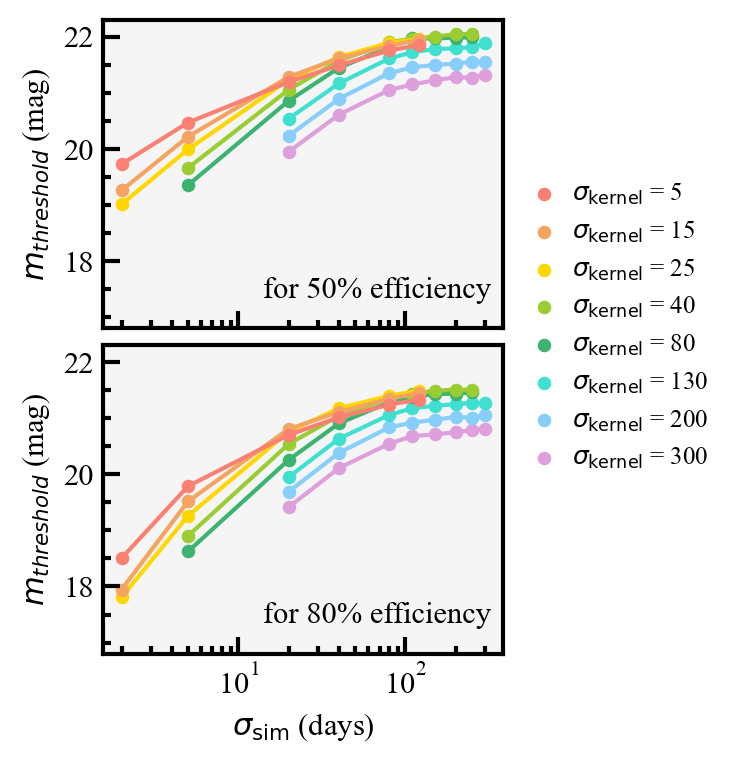 22
20
18
m_threshold (mag)
for 50% efficiency
22
20
18
m_threshold (mag)
for 80% efficiency
10^1 10^2
σ_sim (days)
σ_kernel = 5
σ_kernel = 15
σ_kernel = 25
σ_kernel = 40
σ_kernel = 80
σ_kernel = 130
σ_kernel = 200
σ_kernel = 300